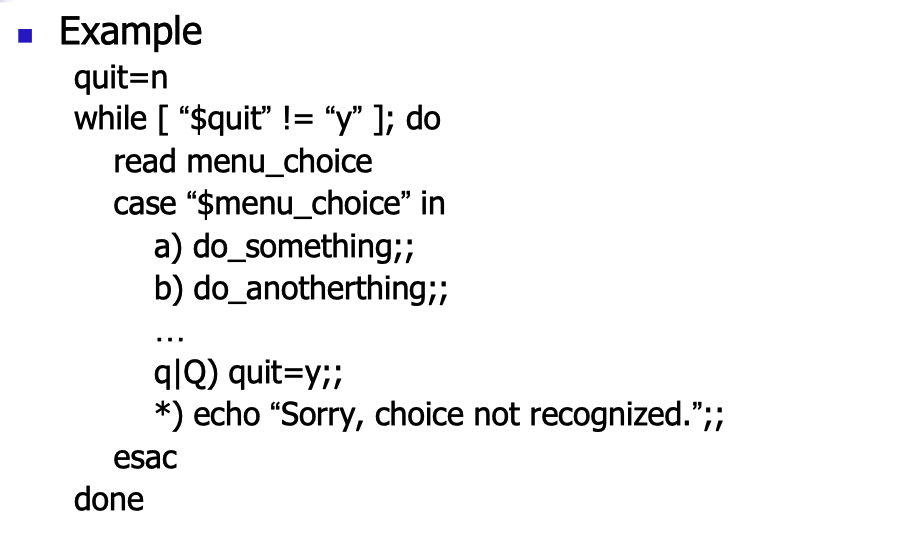 Example
quit=n
while [ “$quit” != “y” ]; do
read menu_choice
case “$menu_choice” in
a) do_something;;
b) do_anotherthing;;
…
q|Q) quit=y;;
*) echo “Sorry, choice not recognized.”;;
esac
done